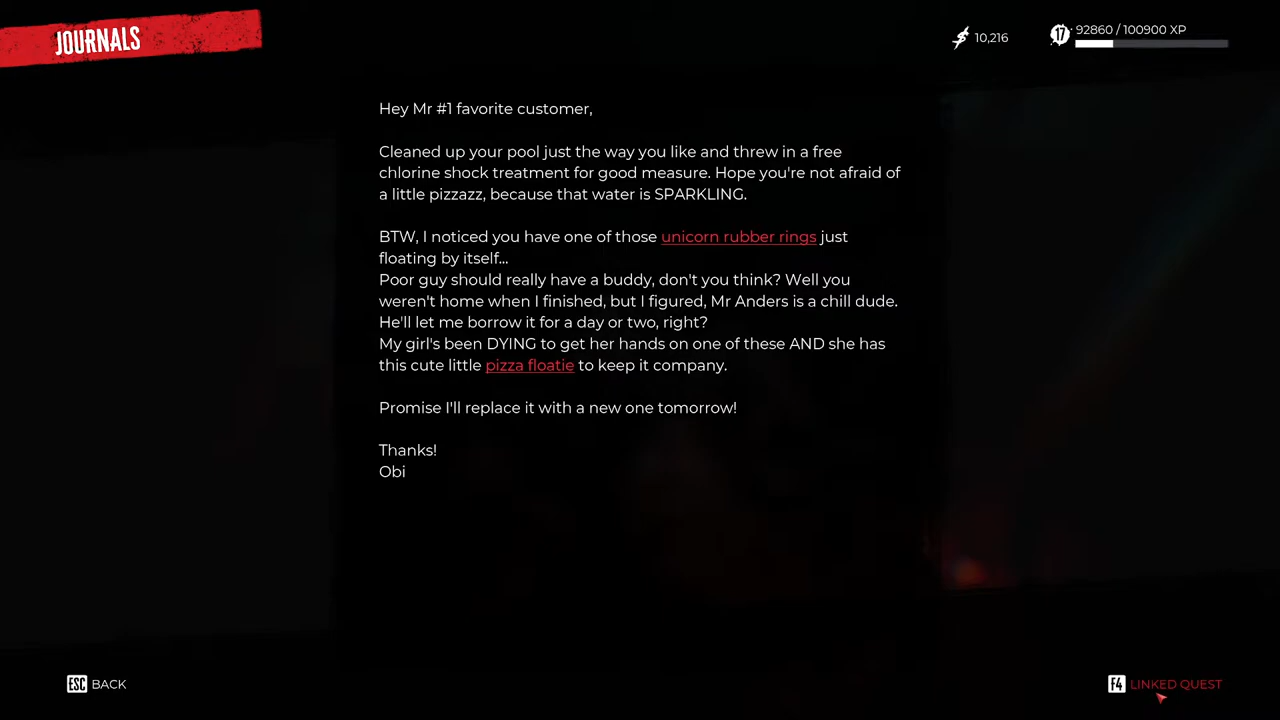 JOURNALS
10,216
17
92860 / 100900 XP
Hey Mr #1 favorite customer,
Cleaned up your pool just the way you like and threw in a free
chlorine shock treatment for good measure. Hope you're not afraid of
a little pizzazz, because that water is SPARKLING.
BTW, I noticed you have one of those unicorn rubber rings just
floating by itself...
Poor guy should really have a buddy, don't you think? Well you
weren't home when I finished, but I figured, Mr Anders is a chill dude.
He'll let me borrow it for a day or two, right?
My girl's been DYING to get her hands on one of these AND she has
this cute little pizza floatie to keep it company.
Promise I'll replace it with a new one tomorrow!
Thanks!
Obi
ESC BACK
F4 LINKED QUEST